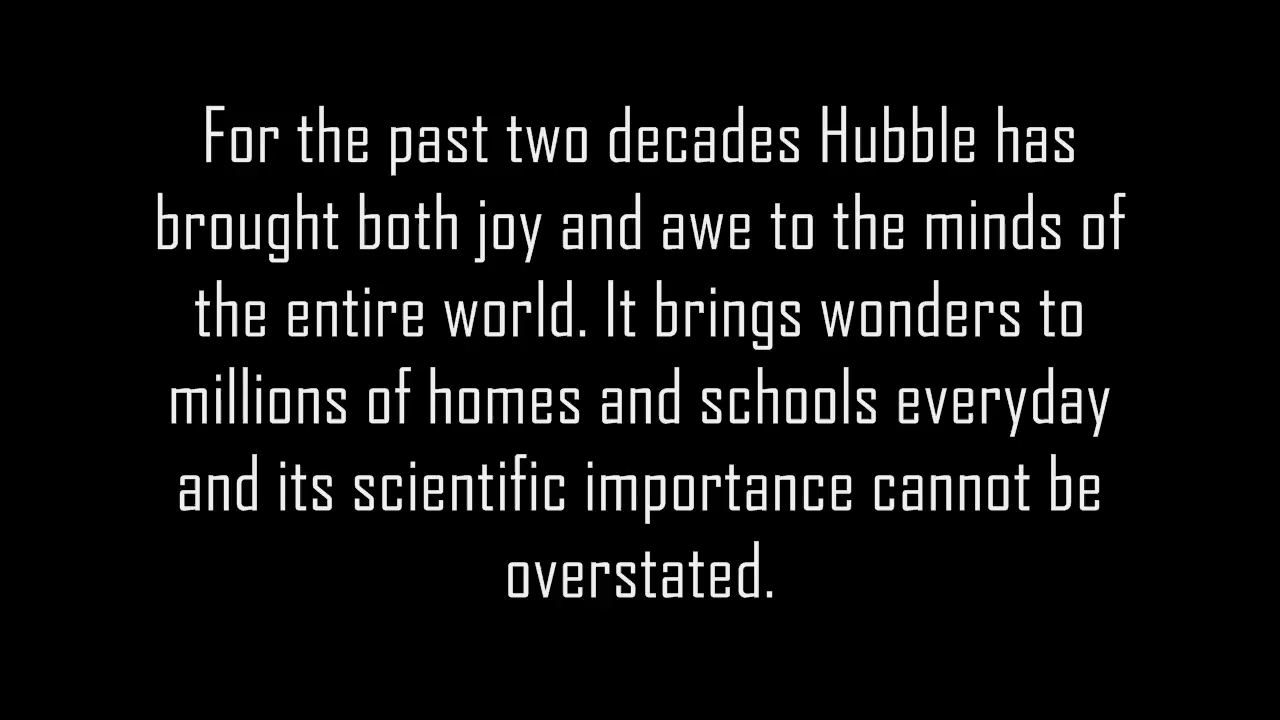 For the past two decades Hubble has
brought both joy and awe to the minds of
the entire world. It brings wonders to
millions of homes and schools everyday
and its scientific importance cannot be
overstated.